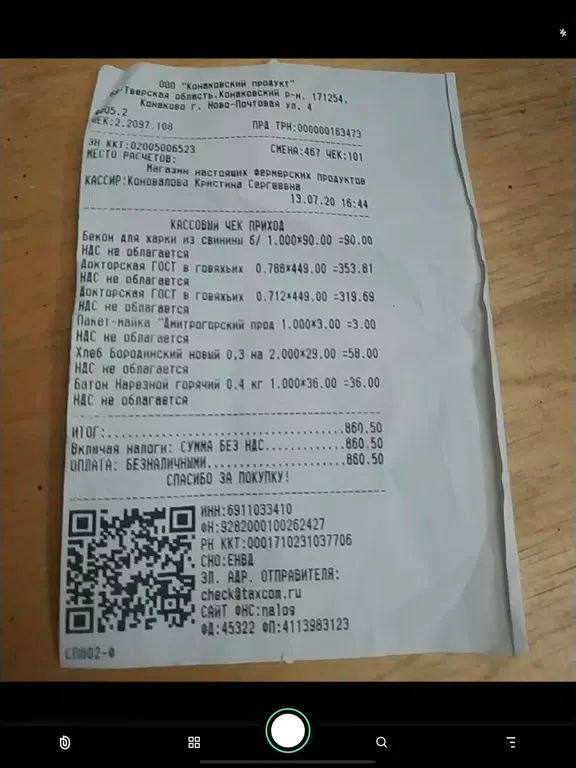 ООО "Конаковский продукт"
Тверская область,Конаковский р-н, 171254,
Конаково г. Ново-Почтовая ул, 4
ЧЕК:2.2097.108 ПРД ТРН:000000163473
ЗН ККТ:02005006523 СМЕНА:467 ЧЕК:101
МЕСТО РАСЧЕТОВ:
Магазин настоящих фермерских продуктов
КАССИР:Коновалова Кристина Сергеевна
13.07.20 16:44
КАССОВЫЙ ЧЕК ПРИХОД
Бекон для жарки из свинины б/ 1.000*90.00 =90.00
НДС не облагается
Докторская ГОСТ в говяжьих 0.788*449.00 =353.81
НДС не облагается
Докторская ГОСТ в говяжьих 0.712*449.00 =319.69
НДС не облагается
Пакет-майка "Дмитрогорский прод 1.000*3.00 =3.00
НДС не облагается
Хлеб Бородинский новый 0,3 на 2.000*29.00 =58.00
НДС не облагается
Батон Нарезной горячий 0.4 кг 1.000*36.00 =36.00
НДС не облагается
ИТОГ:..............................860.50
Включая налоги: СУММА БЕЗ НДС..........860.50
ОПЛАТА: БЕЗНАЛИЧНЫМИ.................860.50
СПАСИБО ЗА ПОКУПКУ!
ИНН:6911033410
ФН:9282000100262427
РН ККТ:0001710231037706
СНО:ЕНВД
ЭЛ. АДР. ОТПРАВИТЕЛЯ:
check@taxcom.ru
САЙТ ФНС:nalog
ФД:45322 ФП:4113983123